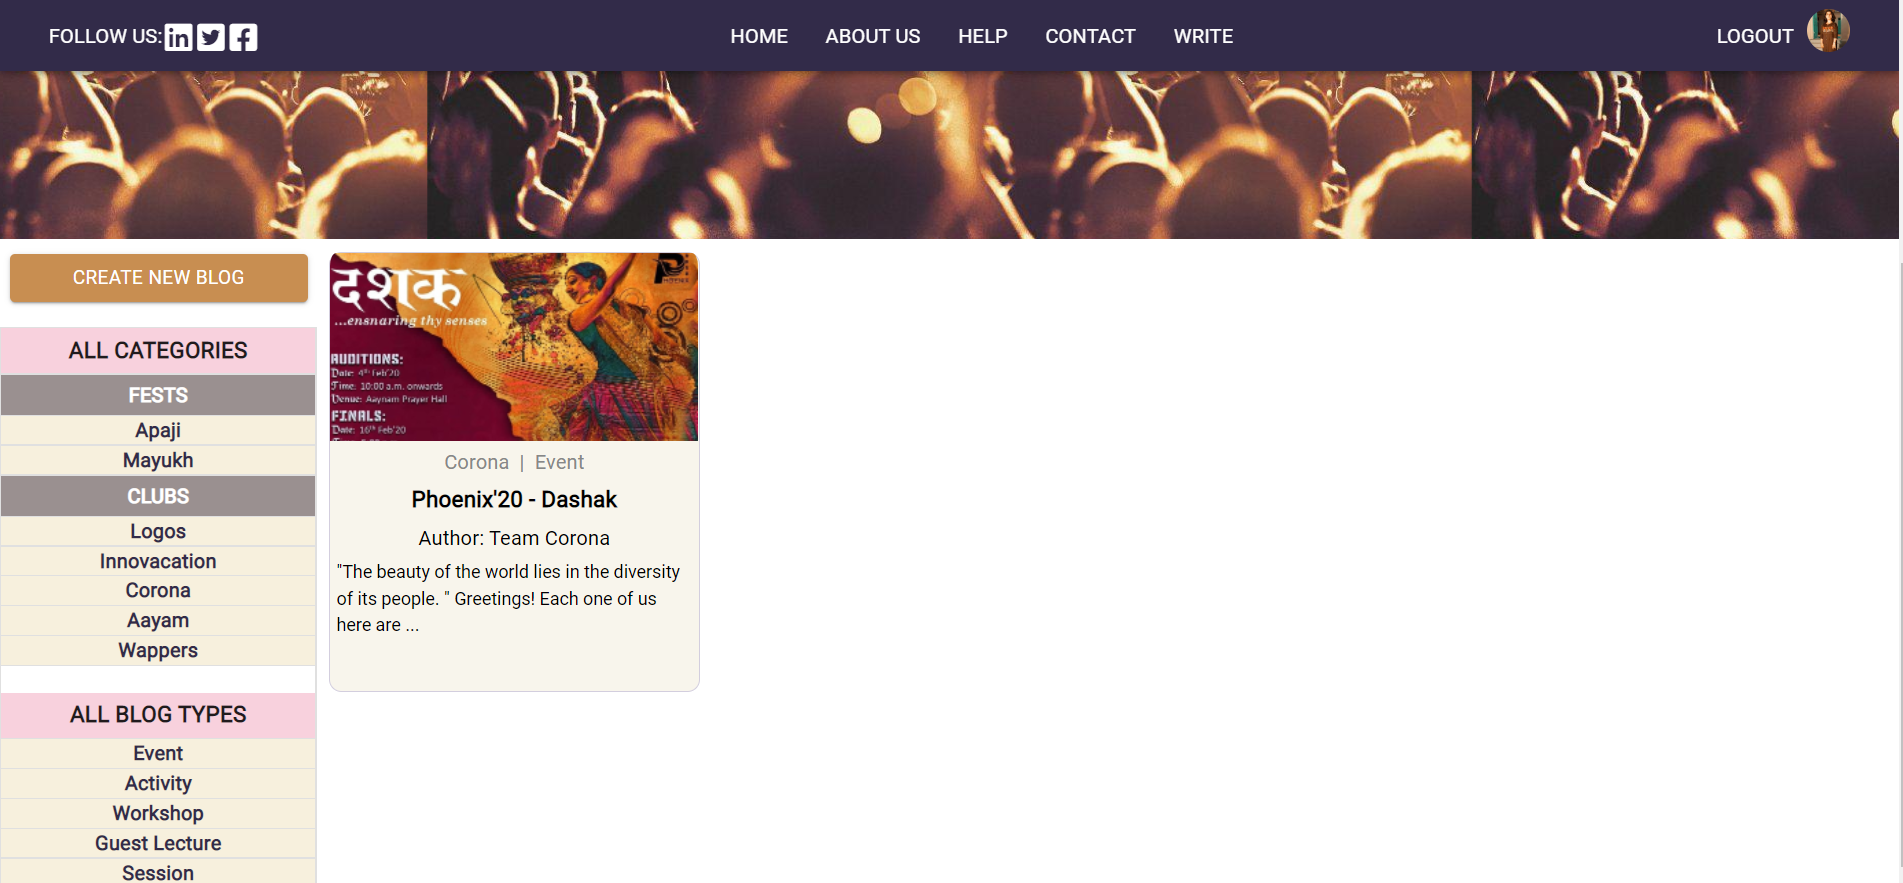 FOLLOW US:
HOME ABOUT US HELP CONTACT WRITE
LOGOUT
CREATE NEW BLOG
ALL CATEGORIES
FESTS
Apaji
Mayukh
CLUBS
Logos
Innovacation
Corona
Aayam
Wappers
ALL BLOG TYPES
Event
Activity
Workshop
Guest Lecture
Session
दशक
...ensnaring thy senses
AUDITIONS:
Date: 4th Feb'20
Time: 10:00 a.m. onwards
Venue: Aaynam Prayer Hall
FINALS:
Date: 16th Feb'20
Corona | Event
Phoenix'20 - Dashak
Author: Team Corona
"The beauty of the world lies in the diversity
of its people. " Greetings! Each one of us
here are ...